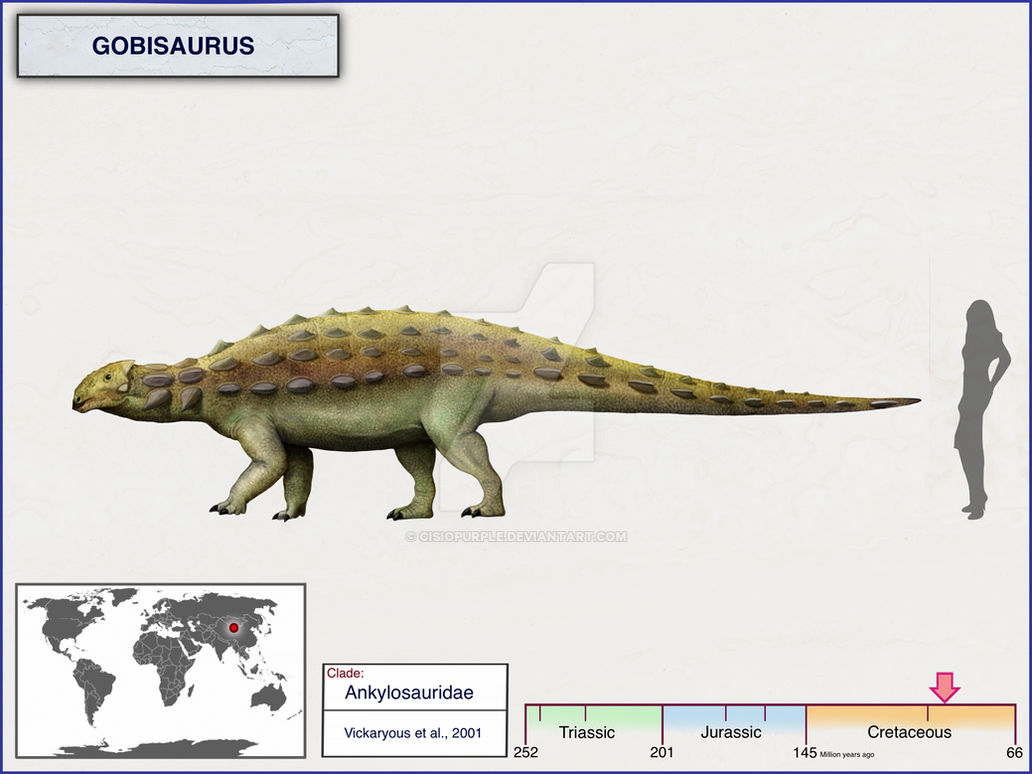 GOBISAURUS
© CISIOPURPLE.DEVIANTART.COM
Clade:
Ankylosauridae
Vickaryous et al., 2001
Triassic Jurassic Cretaceous
252 201 145 Million years ago 66